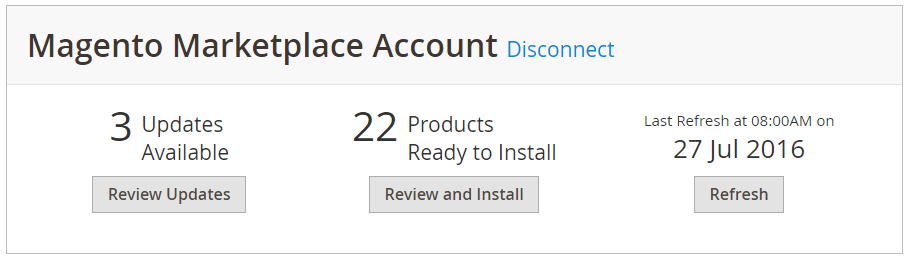 Magento Marketplace Account Disconnect
3 Updates Available
22 Products Ready to Install
Last Refresh at 08:00AM on
27 Jul 2016
Review Updates
Review and Install
Refresh